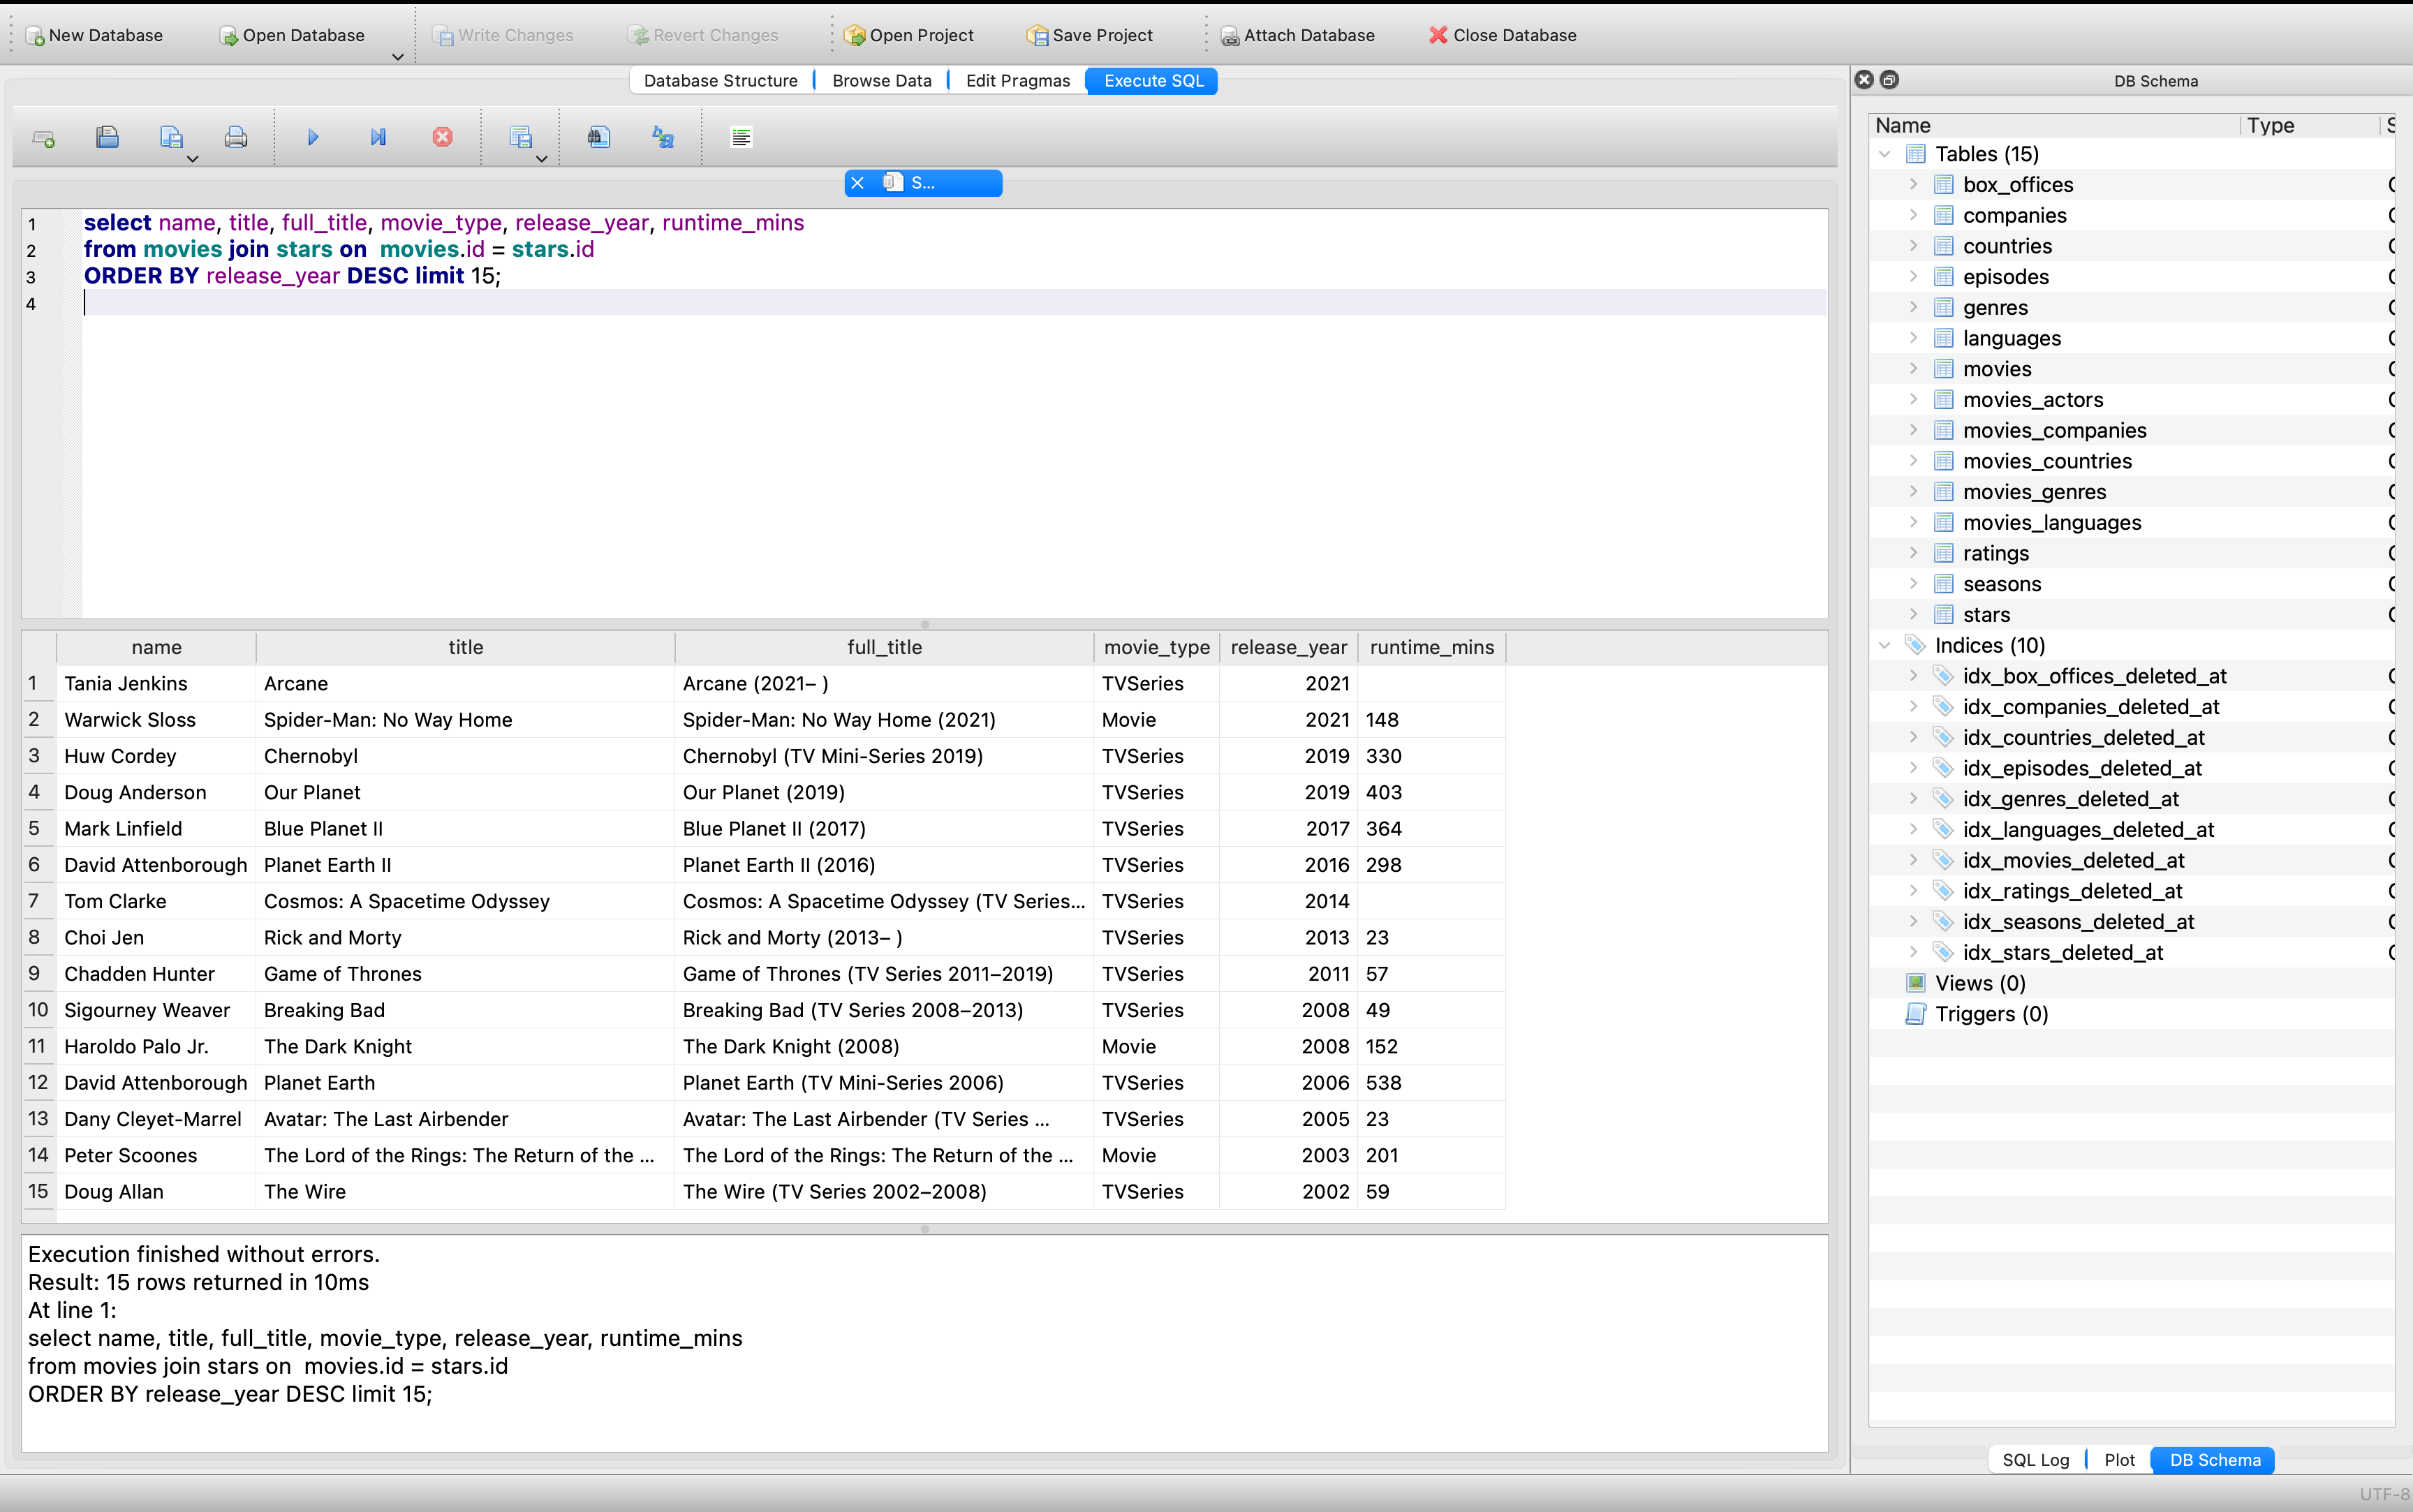 New Database Open Database Write Changes Revert Changes Open Project Save Project Attach Database Close Database
Database Structure Browse Data Edit Pragmas Execute SQL
S...
1 select name, title, full_title, movie_type, release_year, runtime_mins
2 from movies join stars on  movies.id = stars.id
3 ORDER BY release_year DESC limit 15;
4
name title full_title movie_type release_year runtime_mins
1 Tania Jenkins Arcane Arcane (2021– ) TVSeries 2021
2 Warwick Sloss Spider-Man: No Way Home Spider-Man: No Way Home (2021) Movie 2021 148
3 Huw Cordey Chernobyl Chernobyl (TV Mini-Series 2019) TVSeries 2019 330
4 Doug Anderson Our Planet Our Planet (2019) TVSeries 2019 403
5 Mark Linfield Blue Planet II Blue Planet II (2017) TVSeries 2017 364
6 David Attenborough Planet Earth II Planet Earth II (2016) TVSeries 2016 298
7 Tom Clarke Cosmos: A Spacetime Odyssey Cosmos: A Spacetime Odyssey (TV Series... TVSeries 2014
8 Choi Jen Rick and Morty Rick and Morty (2013– ) TVSeries 2013 23
9 Chadden Hunter Game of Thrones Game of Thrones (TV Series 2011–2019) TVSeries 2011 57
10 Sigourney Weaver Breaking Bad Breaking Bad (TV Series 2008–2013) TVSeries 2008 49
11 Haroldo Palo Jr. The Dark Knight The Dark Knight (2008) Movie 2008 152
12 David Attenborough Planet Earth Planet Earth (TV Mini-Series 2006) TVSeries 2006 538
13 Dany Cleyet-Marrel Avatar: The Last Airbender Avatar: The Last Airbender (TV Series ... TVSeries 2005 23
14 Peter Scoones The Lord of the Rings: The Return of the ... The Lord of the Rings: The Return of the ... Movie 2003 201
15 Doug Allan The Wire The Wire (TV Series 2002–2008) TVSeries 2002 59
Execution finished without errors.
Result: 15 rows returned in 10ms
At line 1:
select name, title, full_title, movie_type, release_year, runtime_mins
from movies join stars on  movies.id = stars.id
ORDER BY release_year DESC limit 15;
DB Schema
Name Type
Tables (15)
box_offices
companies
countries
episodes
genres
languages
movies
movies_actors
movies_companies
movies_countries
movies_genres
movies_languages
ratings
seasons
stars
Indices (10)
idx_box_offices_deleted_at
idx_companies_deleted_at
idx_countries_deleted_at
idx_episodes_deleted_at
idx_genres_deleted_at
idx_languages_deleted_at
idx_movies_deleted_at
idx_ratings_deleted_at
idx_seasons_deleted_at
idx_stars_deleted_at
Views (0)
Triggers (0)
SQL Log Plot DB Schema
UTF-8